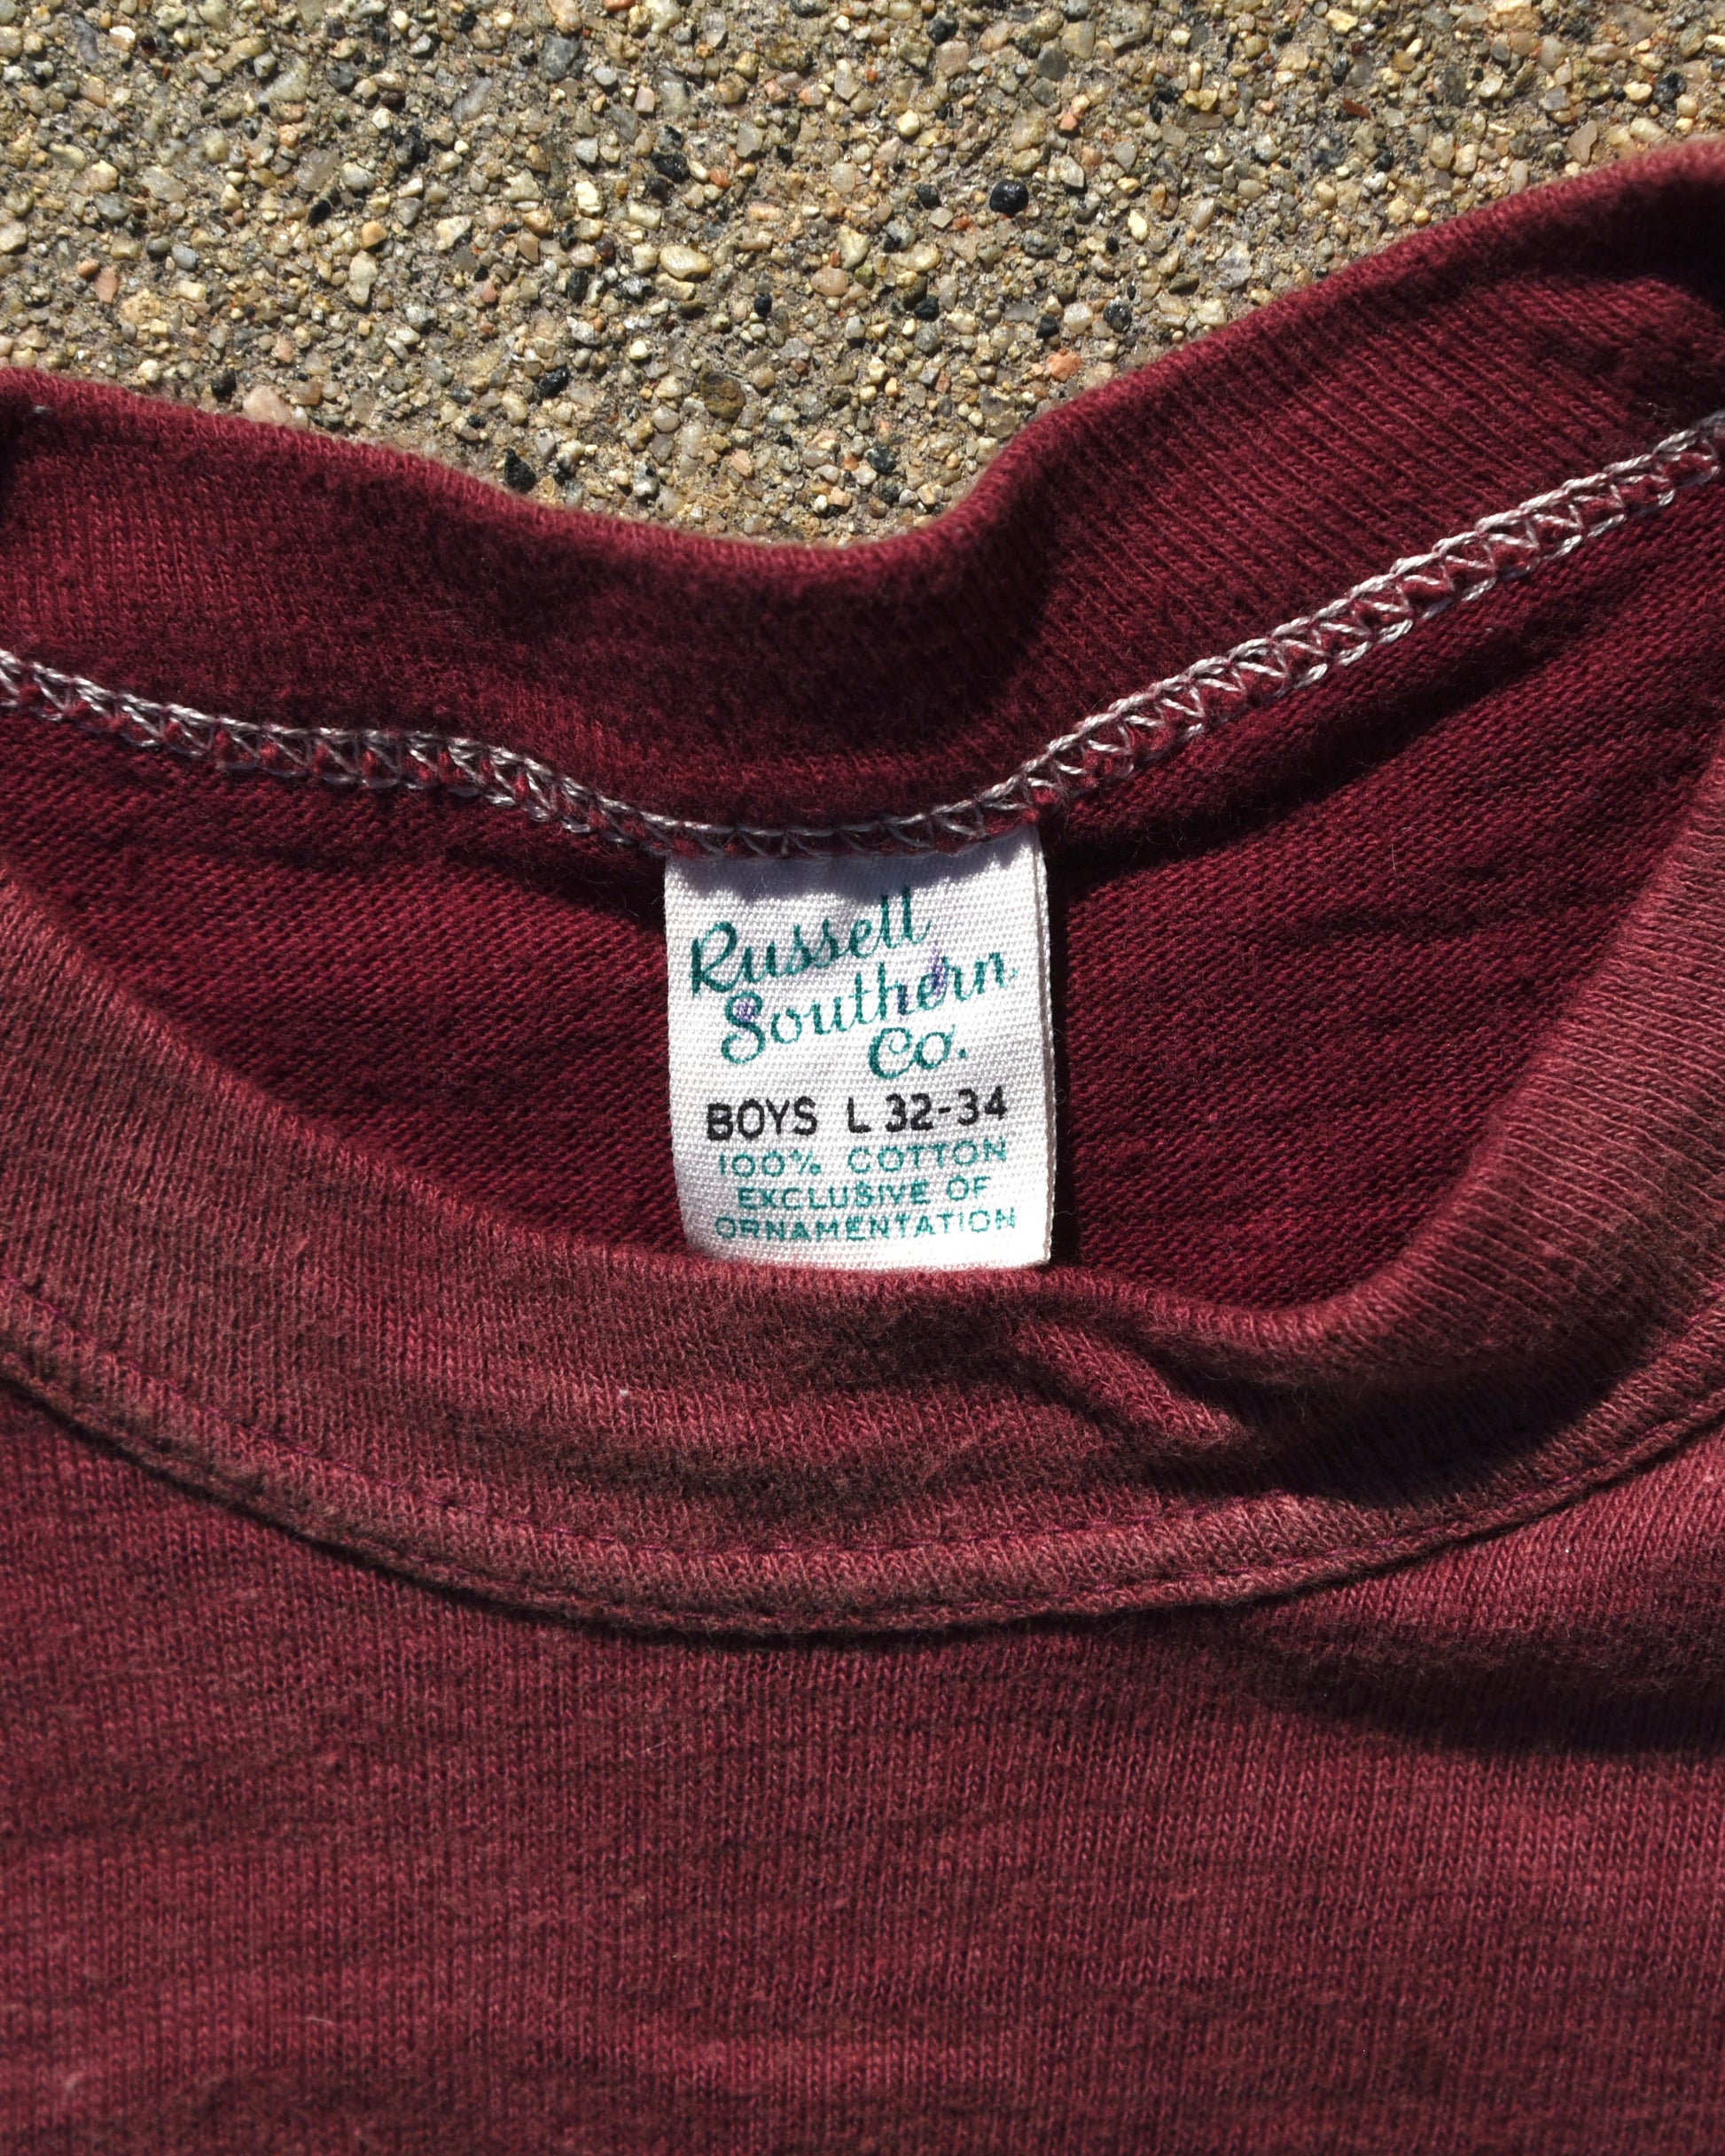 Russell
Southern
Co.
BOYS L 32-34
100% COTTON
EXCLUSIVE OF
ORNAMENTATION